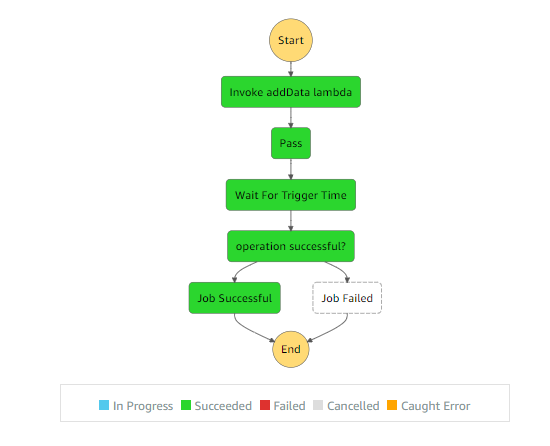 Start
Invoke addData lambda
Pass
Wait For Trigger Time
operation successful?
Job Successful Job Failed
End
In Progress Succeeded Failed Cancelled Caught Error